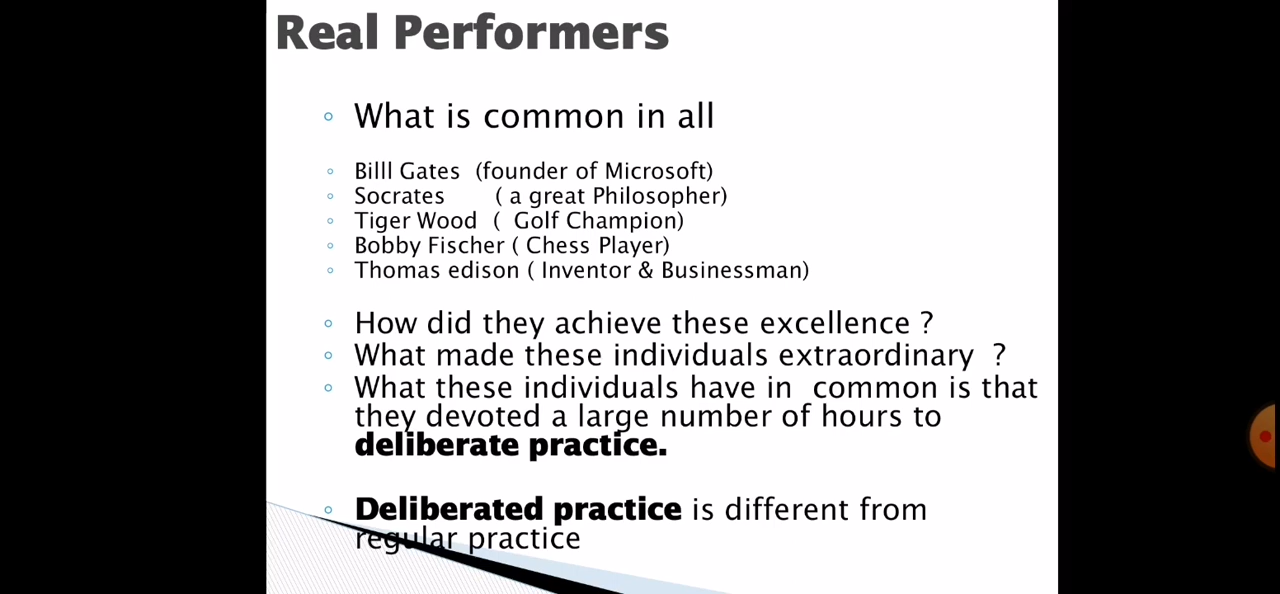 Real Performers
What is common in all
Billl Gates (founder of Microsoft)
Socrates ( a great Philosopher)
Tiger Wood ( Golf Champion)
Bobby Fischer ( Chess Player)
Thomas edison ( Inventor & Businessman)
How did they achieve these excellence ?
What made these individuals extraordinary ?
What these individuals have in common is that
they devoted a large number of hours to
deliberate practice.
Deliberated practice is different from
regular practice